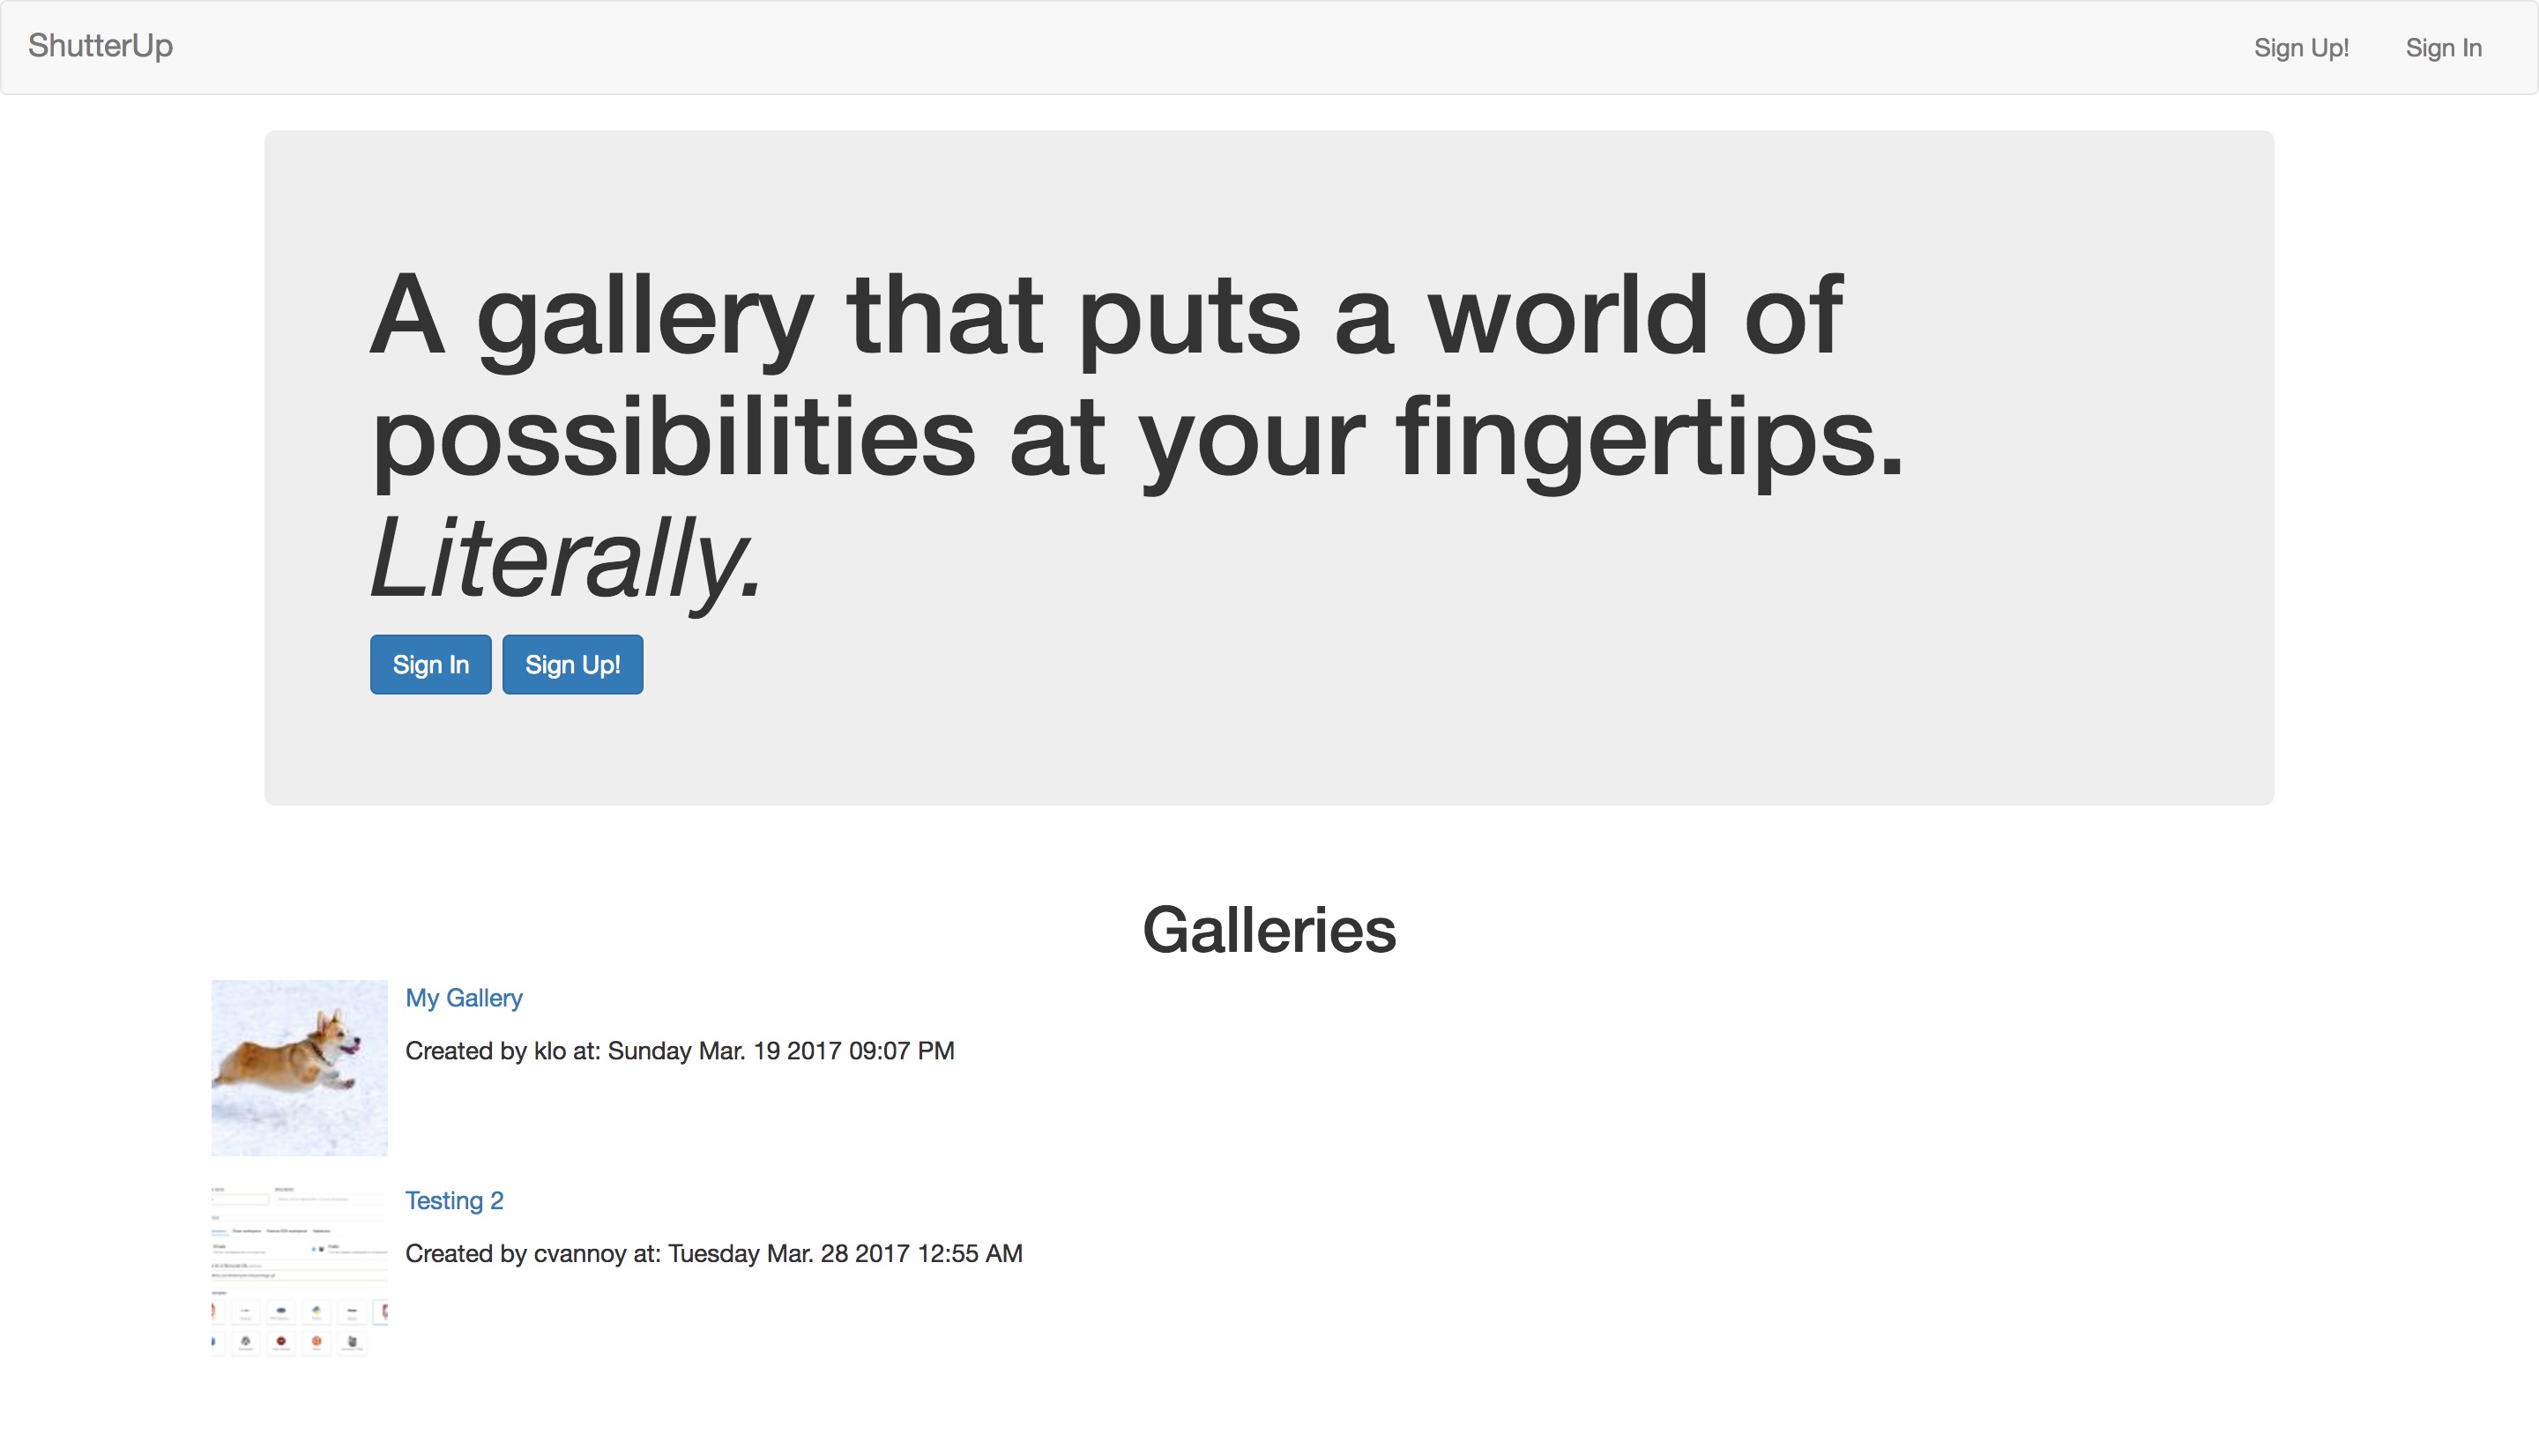 ShutterUp
Sign Up!
Sign In
A gallery that puts a world of
possibilities at your fingertips.
Literally.
Sign In
Sign Up!
Galleries
My Gallery
Created by klo at: Sunday Mar. 19 2017 09:07 PM
Testing 2
Created by cvannoy at: Tuesday Mar. 28 2017 12:55 AM